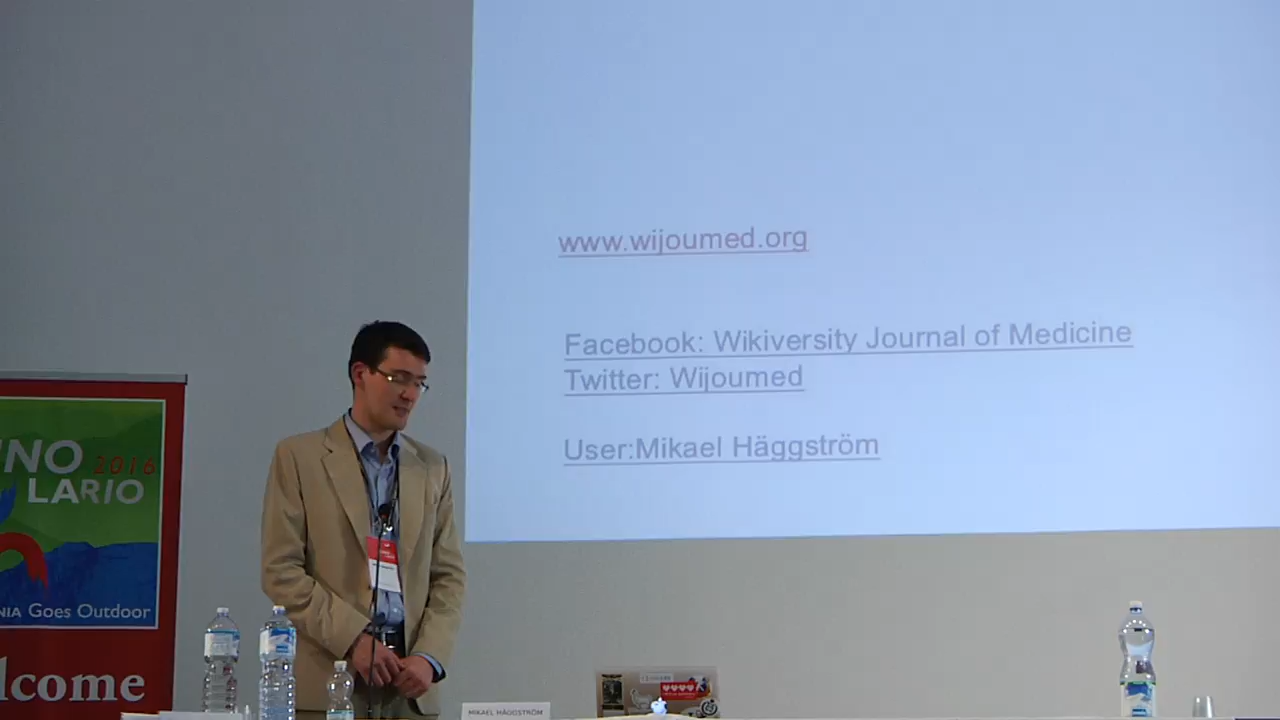 www.wijoumed.org
Facebook: Wikiversity Journal of Medicine
Twitter: Wijoumed
User:Mikael Häggström
NO 2016
LARIO
NIA Goes Outdoor
lcome
MIKAEL HÄGGSTRÖM